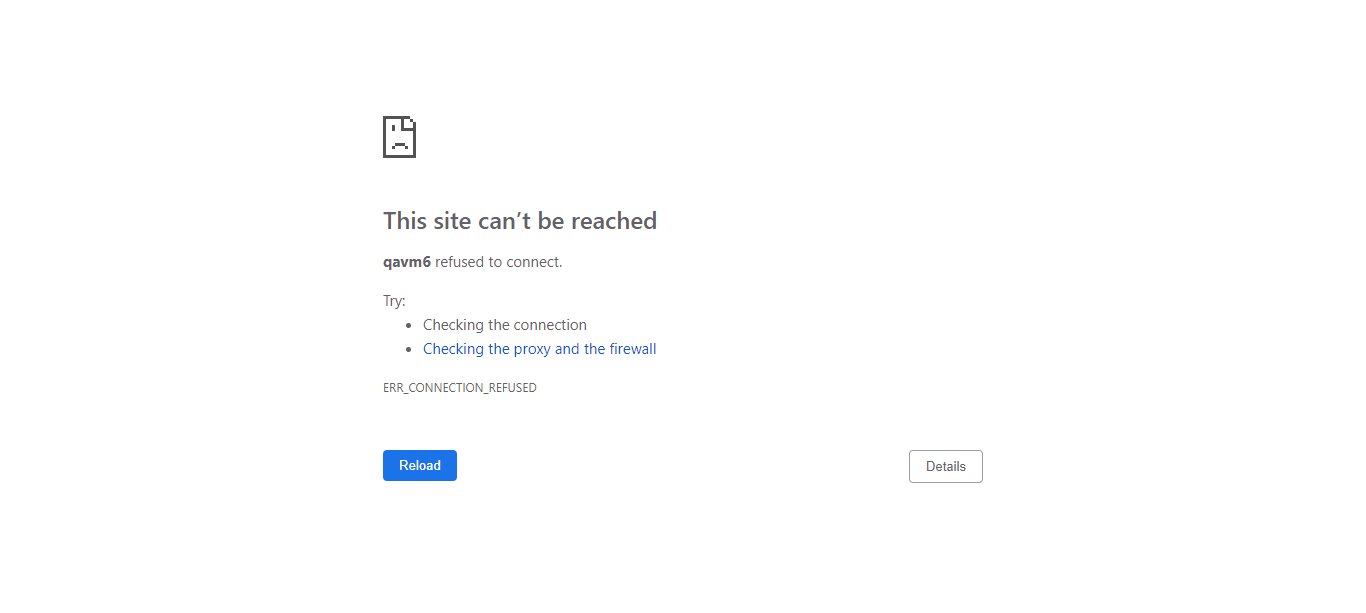 This site can’t be reached
qavm6 refused to connect.
Try:
Checking the connection
Checking the proxy and the firewall
ERR_CONNECTION_REFUSED
Reload
Details